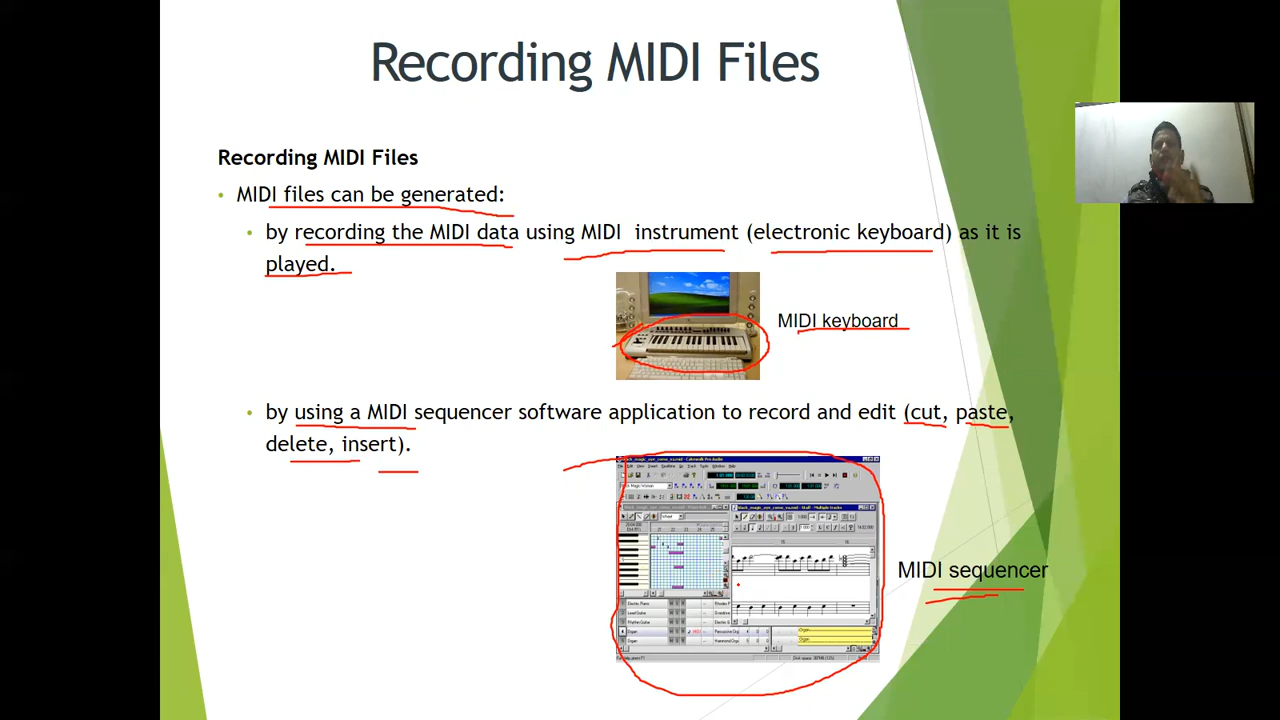 Recording MIDI Files
Recording MIDI Files
• MIDI files can be generated:
• by recording the MIDI data using MIDI instrument (electronic keyboard) as it is
played.
MIDI keyboard
• by using a MIDI sequencer software application to record and edit (cut, paste,
delete, insert).
MIDI sequencer